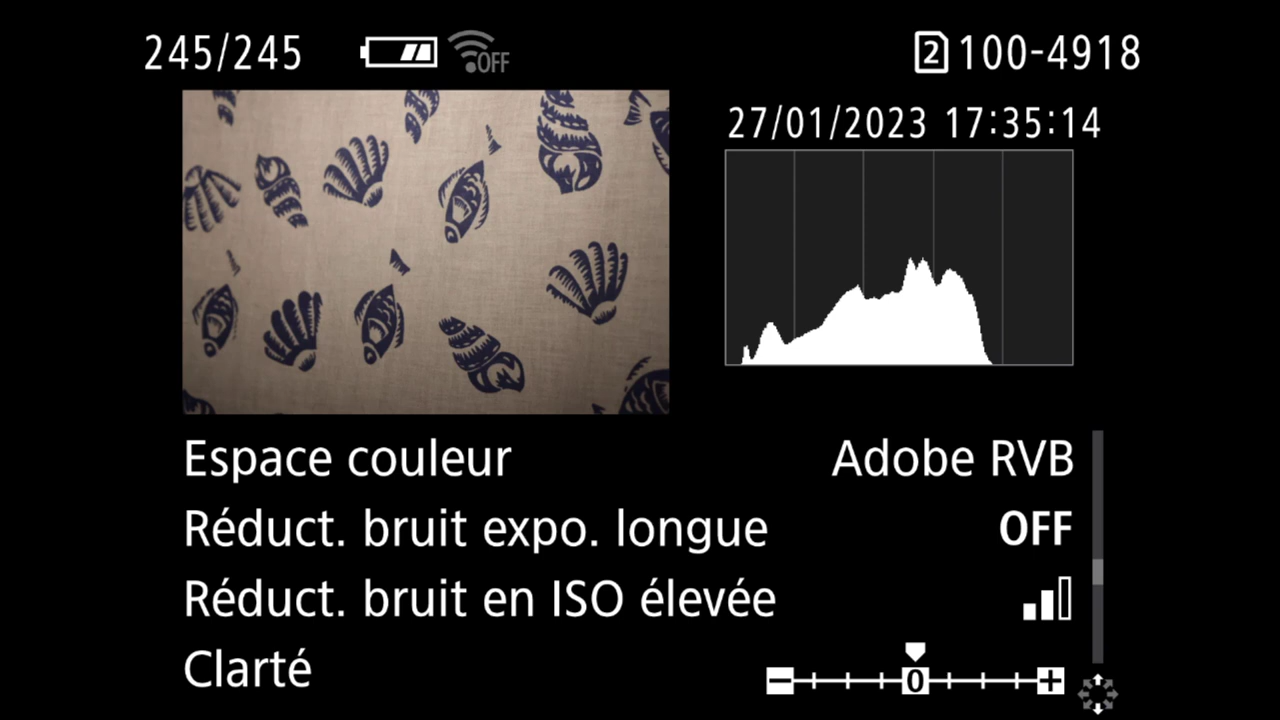 245/245
OFF
2 100-4918
27/01/2023 17:35:14
Espace couleur Adobe RVB
Réduct. bruit expo. longue OFF
Réduct. bruit en ISO élevée
Clarté - 0 +